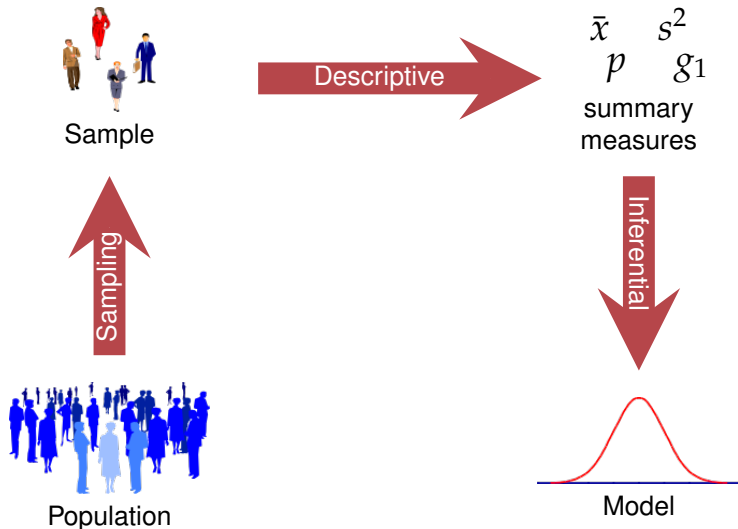 x̄ s²
p g₁
Descriptive
summary
measures
Sample
Sampling
Inferential
Population
Model